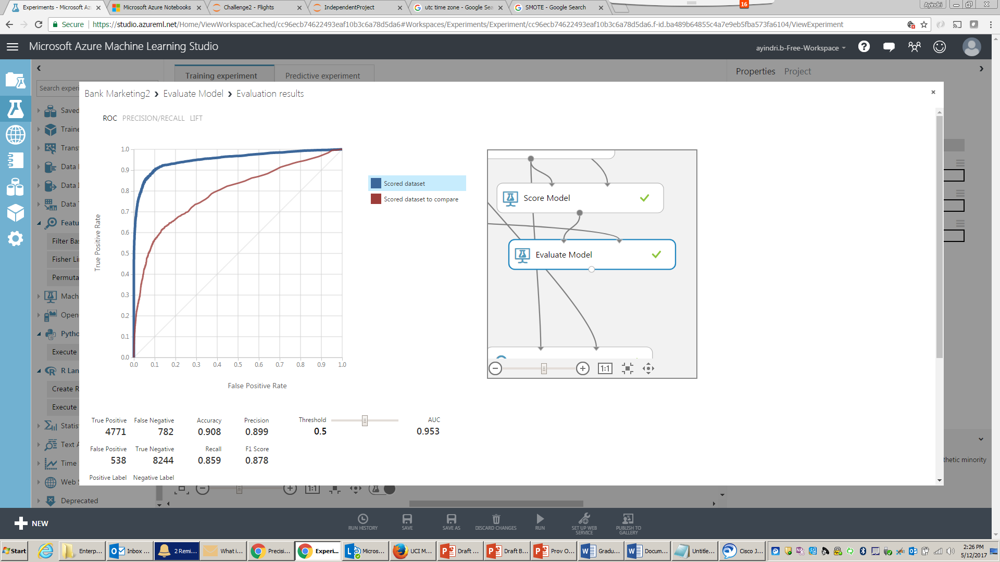 Experiments - Microsoft Az
Microsoft Azure Notebooks
Challenge2 - Flights
IndependentProject
utc time zone - Google Sea
SMOTE - Google Search
16
Ayindri
Secure
https://studio.azureml.net/Home/ViewWorkspaceCached/cc96ecb74622493eaf10b3c6a78d5da6#Workspaces/Experiments/Experiment/cc96ecb74622493eaf10b3c6a78d5da6.f-id.ba489b64855c4a7e9eb5fba573fa6104/ViewExperiment
Microsoft Azure Machine Learning Studio
ayindri.b-Free-Workspace
Training experiment
Predictive experiment
Properties
Project
Search experi
Saved
Traine
Transf
Data
Data I
Data T
Featu
Filter Bas
Fisher Li
Permuta
Mach
Open
Python
Execute
R Lan
Create R
Execute
Statis
Text A
Time
Web S
Deprecated
Bank Marketing2 › Evaluate Model › Evaluation results
ROC PRECISION/RECALL LIFT
1.0
0.9
0.8
0.7
0.6
0.5
0.4
0.3
0.2
0.1
0.0
True Positive Rate
0.0 0.1 0.2 0.3 0.4 0.5 0.6 0.7 0.8 0.9 1.0
False Positive Rate
Scored dataset
Scored dataset to compare
Score Model
Evaluate Model
1:1
True Positive False Negative Accuracy Precision Threshold AUC
4771 782 0.908 0.899 0.5 0.953
False Positive True Negative Recall F1 Score
538 8244 0.859 0.878
Positive Label Negative Label
thetic minority
1:1
NEW
RUN HISTORY
SAVE
SAVE AS
DISCARD CHANGES
RUN
SET UP WEB
SERVICE
PUBLISH TO
GALLERY
Start
Enterp...
Inbox ...
2 Remi...
What i...
Precisi...
Experi...
Micros...
UCI M...
Draft ...
Draft B...
Prov O...
Gradu...
Docum...
Untitle...
Cisco J...
2:26 PM
5/12/2017